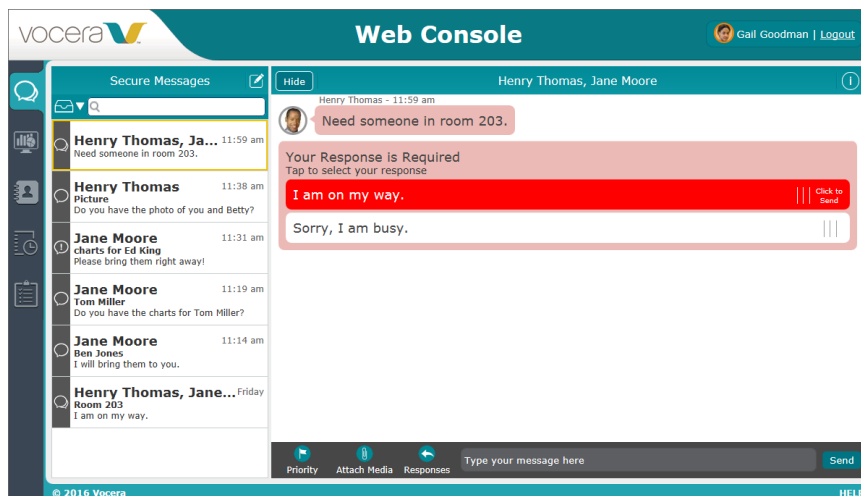 vocera
Web Console
Gail Goodman | Logout
Secure Messages
Hide
Henry Thomas, Jane Moore
Henry Thomas, Ja... 11:59 am
Need someone in room 203.
Henry Thomas 11:38 am
Picture
Do you have the photo of you and Betty?
Jane Moore 11:31 am
charts for Ed King
Please bring them right away!
Jane Moore 11:19 am
Tom Miller
Do you have the charts for Tom Miller?
Jane Moore 11:14 am
Ben Jones
I will bring them to you.
Henry Thomas, Jane... Friday
Room 203
I am on my way.
Henry Thomas - 11:59 am
Need someone in room 203.
Your Response is Required
Tap to select your response
I am on my way.
Click to
Send
Sorry, I am busy.
Priority
Attach Media
Responses
Type your message here
Send
© 2016 Vocera
HELP